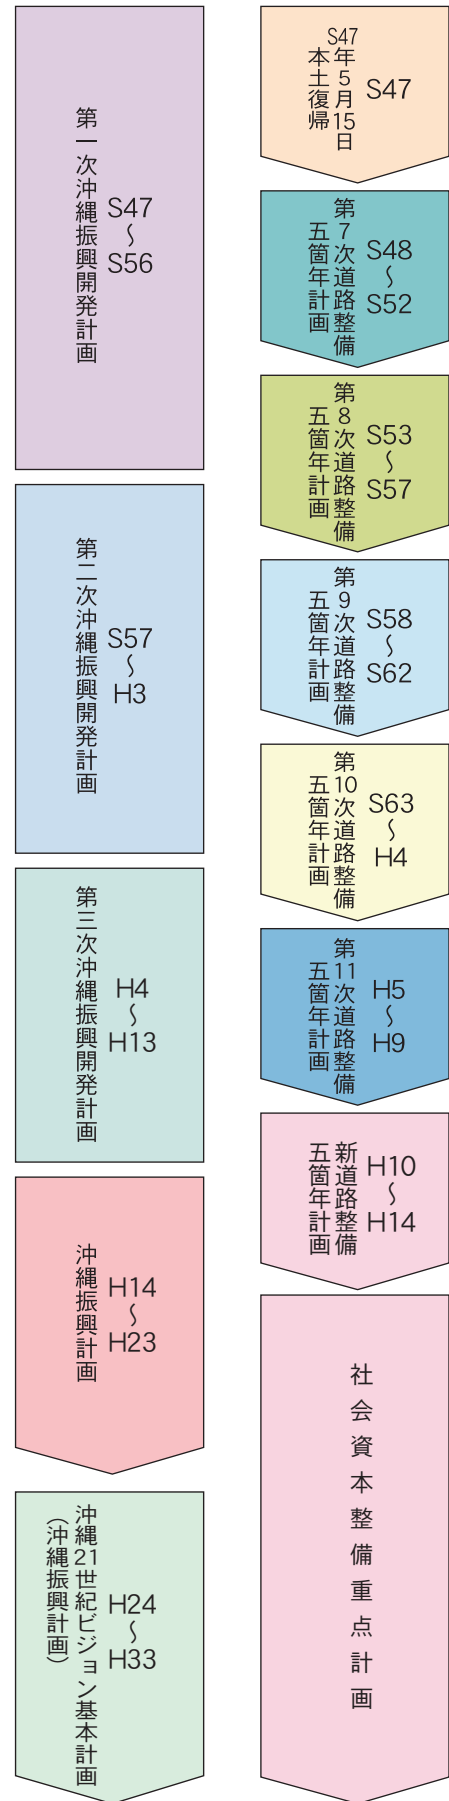 S47
〜
S56
第一次沖縄振興開発計画
S57
〜
H3
第二次沖縄振興開発計画
H4
〜
H13
第三次沖縄振興開発計画
H14
〜
H23
沖縄振興計画
H24
〜
H33
沖縄21世紀ビジョン基本計画
（沖縄振興計画）
S47
S47年5月15日
本土復帰
S48
〜
S52
第7次道路整備
五箇年計画
S53
〜
S57
第8次道路整備
五箇年計画
S58
〜
S62
第9次道路整備
五箇年計画
S63
〜
H4
第10次道路整備
五箇年計画
H5
〜
H9
第11次道路整備
五箇年計画
H10
〜
H14
新道路整備
五箇年計画
社会資本整備重点計画